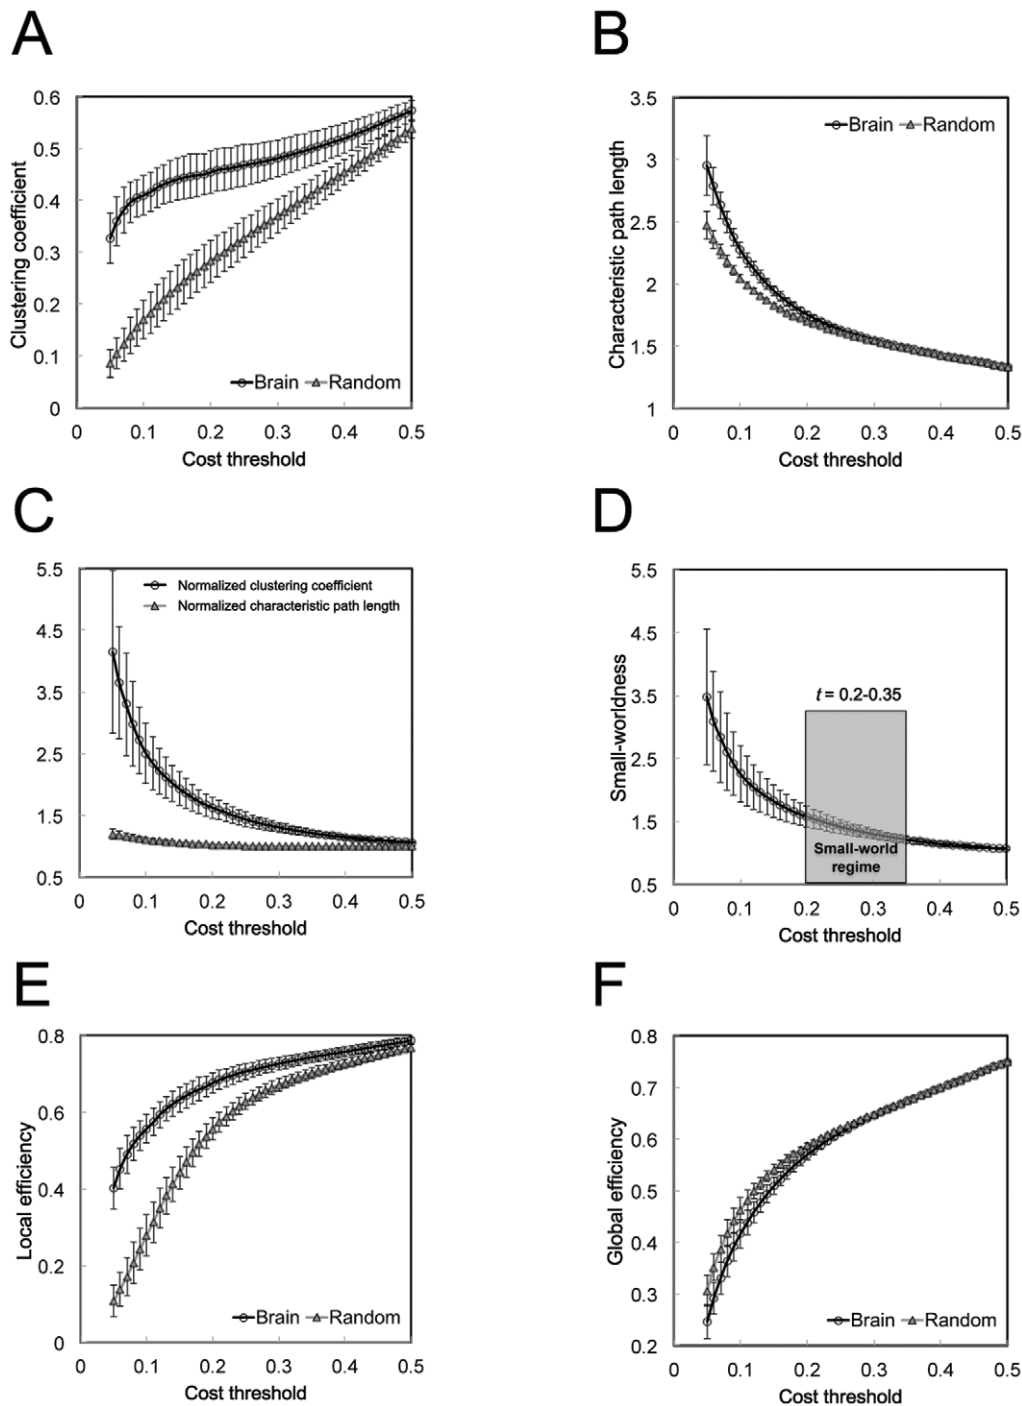 A
Clustering coefficient
0.6
0.5
0.4
0.3
0.2
0.1
0
Brain Random
0 0.1 0.2 0.3 0.4 0.5
Cost threshold
B
Characteristic path length
3.5
3
2.5
2
1.5
1
Brain Random
0 0.1 0.2 0.3 0.4 0.5
Cost threshold
C
5.5
4.5
3.5
2.5
1.5
0.5
Normalized clustering coefficient
Normalized characteristic path length
0 0.1 0.2 0.3 0.4 0.5
Cost threshold
D
Small-worldness
5.5
4.5
3.5
2.5
1.5
0.5
t = 0.2-0.35
Small-world
regime
0 0.1 0.2 0.3 0.4 0.5
Cost threshold
E
Local efficiency
0.8
0.6
0.4
0.2
0
Brain Random
0 0.1 0.2 0.3 0.4 0.5
Cost threshold
F
Global efficiency
0.8
0.7
0.6
0.5
0.4
0.3
0.2
Brain Random
0 0.1 0.2 0.3 0.4 0.5
Cost threshold